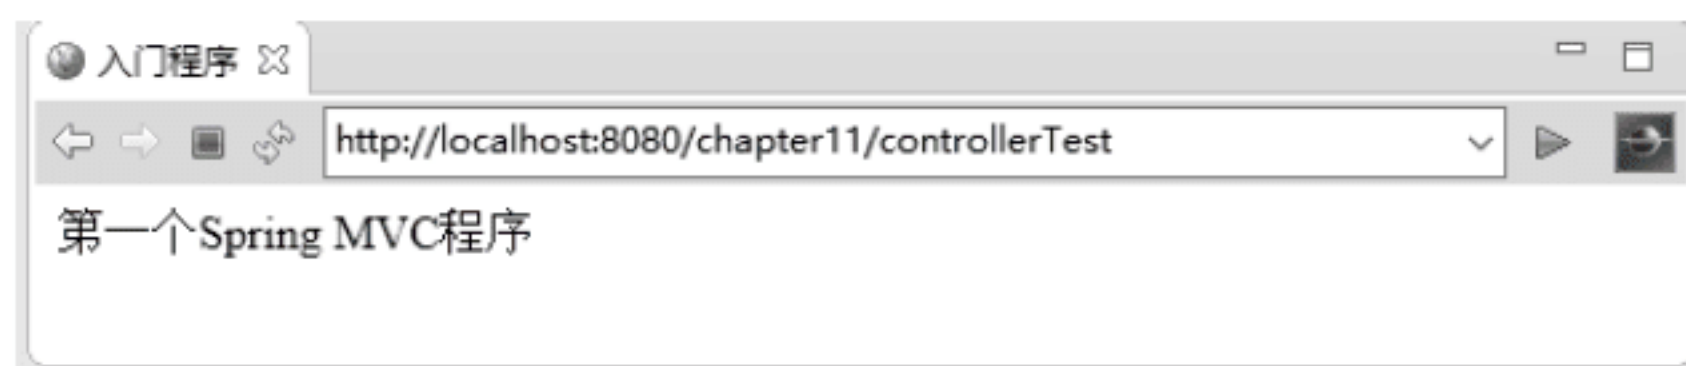 入门程序
http://localhost:8080/chapter11/controllerTest
第一个Spring MVC程序